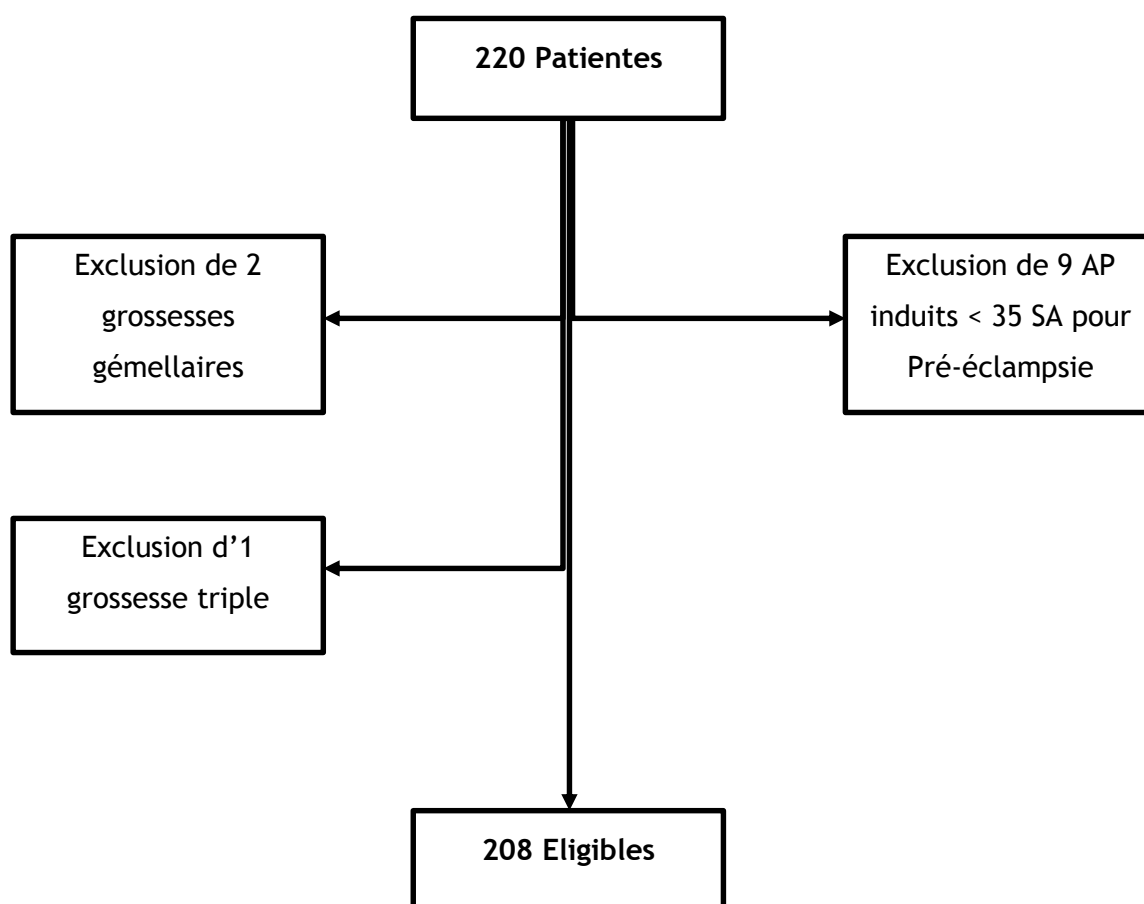 220 Patientes
Exclusion de 2
grossesses
gémellaires
Exclusion de 9 AP
induits < 35 SA pour
Pré-éclampsie
Exclusion d’1
grossesse triple
208 Eligibles